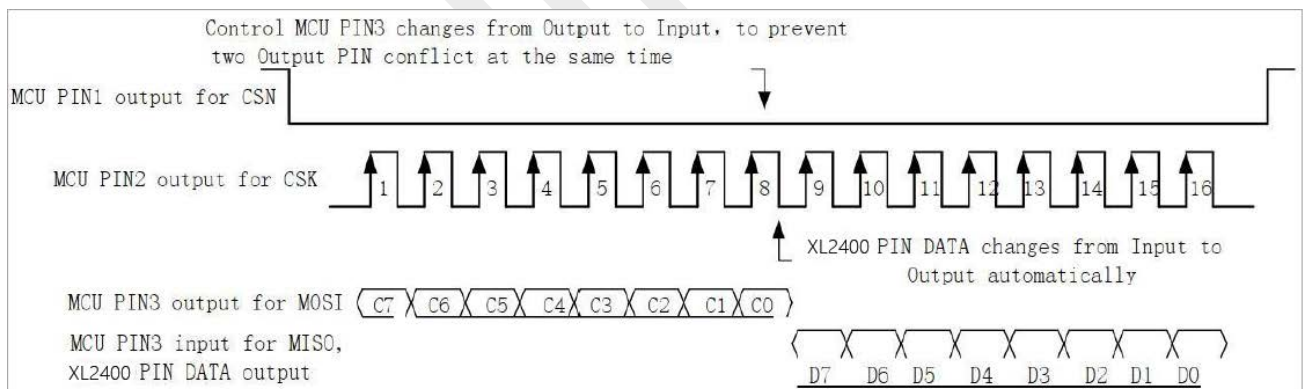 Control MCU PIN3 changes from Output to Input, to prevent
two Output PIN conflict at the same time
MCU PIN1 output for CSN
MCU PIN2 output for CSK
1 2 3 4 5 6 7 8 9 10 11 12 13 14 15 16
XL2400 PIN DATA changes from Input to
Output automatically
MCU PIN3 output for MOSI
C7 C6 C5 C4 C3 C2 C1 C0
MCU PIN3 input for MISO,
XL2400 PIN DATA output
D7 D6 D5 D4 D3 D2 D1 D0